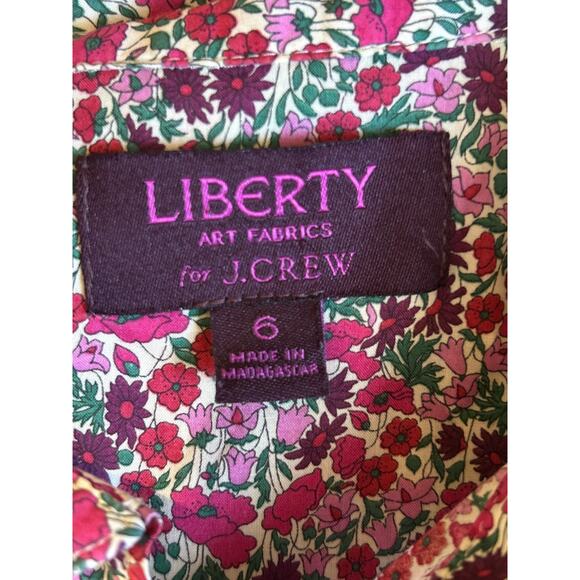 LIBERTY
ART FABRICS
for J.CREW
6
MADE IN
MADAGASCAR